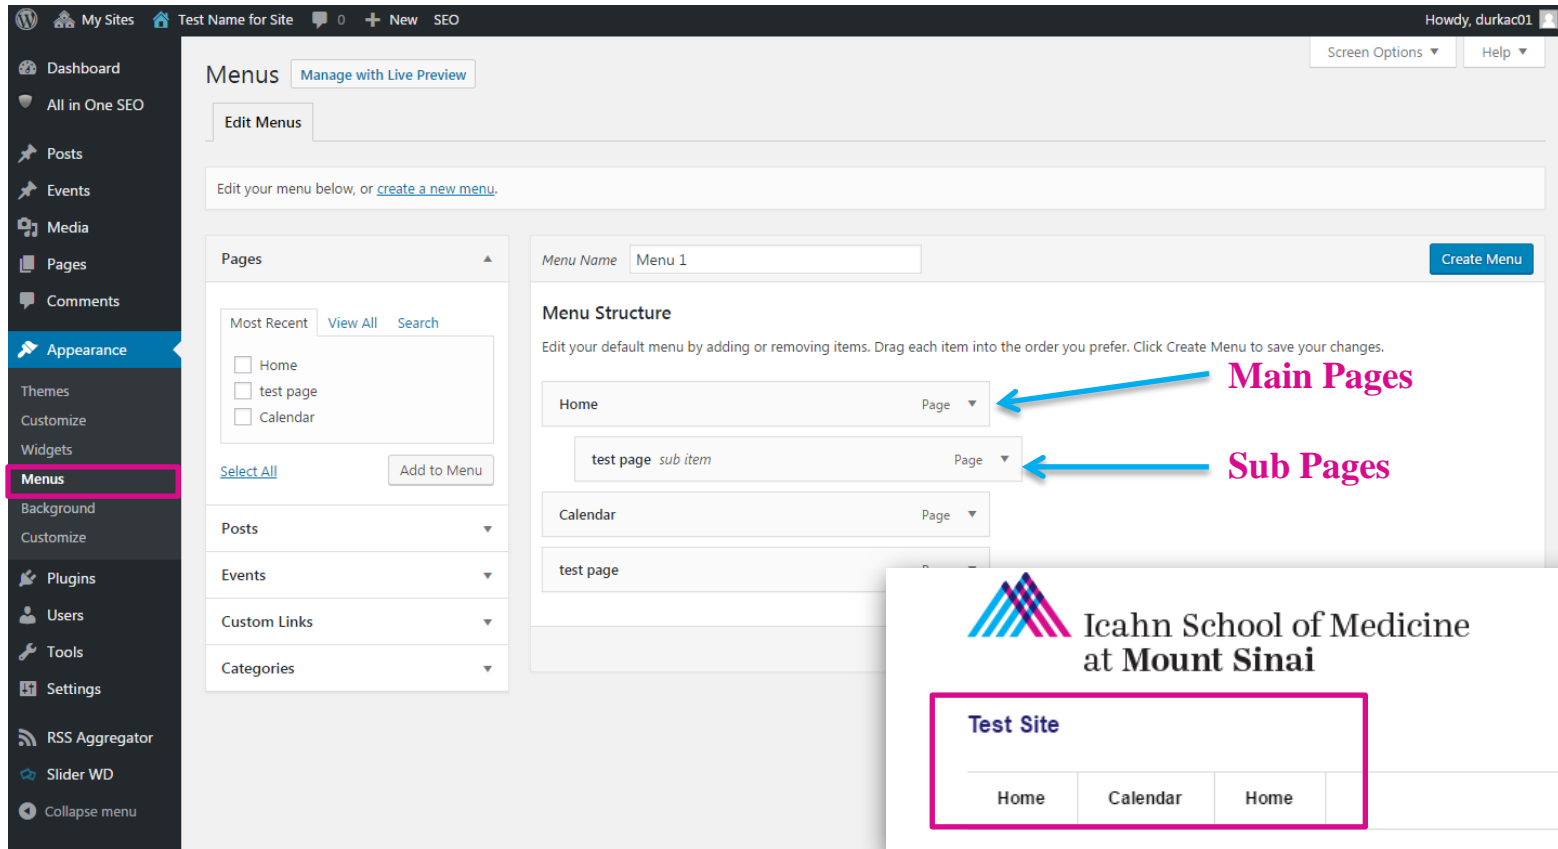 My Sites Test Name for Site 0 New SEO Howdy, durkac01
Screen Options Help
Dashboard
All in One SEO
Posts
Events
Media
Pages
Comments
Appearance
Themes
Customize
Widgets
Menus
Background
Customize
Plugins
Users
Tools
Settings
RSS Aggregator
Slider WD
Collapse menu
Menus Manage with Live Preview
Edit Menus
Edit your menu below, or create a new menu.
Pages
Most Recent View All Search
Home
test page
Calendar
Select All Add to Menu
Posts
Events
Custom Links
Categories
Menu Name Menu 1 Create Menu
Menu Structure
Edit your default menu by adding or removing items. Drag each item into the order you prefer. Click Create Menu to save your changes.
Home Page
Main Pages
test page sub item Page
Sub Pages
Calendar Page
test page
Icahn School of Medicine
at Mount Sinai
Test Site
Home Calendar Home